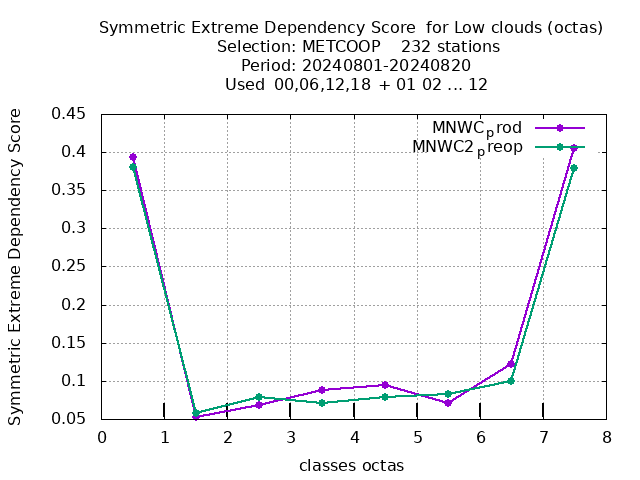 Symmetric Extreme Dependency Score for Low clouds (octas)
Selection: METCOOP 232 stations
Period: 20240801-20240820
Used 00,06,12,18 + 01 02 ... 12
Symmetric Extreme Dependency Score
0.45
0.4
0.35
0.3
0.25
0.2
0.15
0.1
0.05
MNWC_prod
MNWC2_preop
0 1 2 3 4 5 6 7 8
classes octas